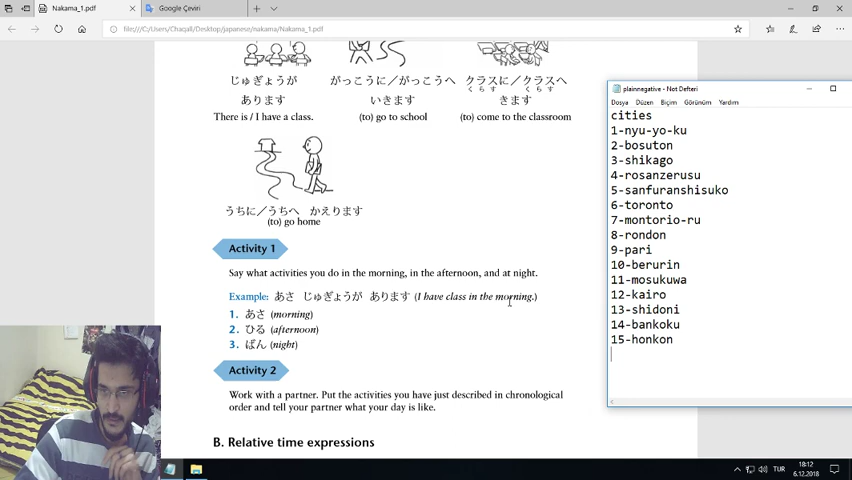 Nakama_1.pdf
Google Çeviri
file:///C:/Users/Chaqall/Desktop/japanese/nakama/Nakama_1.pdf
じゅぎょうが
あります
There is / I have a class.
がっこうに／がっこうへ
いきます
(to) go to school
クラスに／クラスへ
くらす くらす
きます
(to) come to the classroom
うちに／うちへ かえります
(to) go home
Activity 1
Say what activities you do in the morning, in the afternoon, and at night.
Example: あさ じゅぎょうが あります (I have class in the morning.)
1. あさ (morning)
2. ひる (afternoon)
3. ばん (night)
Activity 2
Work with a partner. Put the activities you have just described in chronological
order and tell your partner what your day is like.
B. Relative time expressions
plainnegative - Not Defteri
Dosya Düzen Biçim Görünüm Yardım
cities
1-nyu-yo-ku
2-bosuton
3-shikago
4-rosanzerusu
5-sanfuranshisuko
6-toronto
7-montorio-ru
8-rondon
9-pari
10-berurin
11-mosukuwa
12-kairo
13-shidoni
14-bankoku
15-honkon
TUR
18:12
6.12.2018